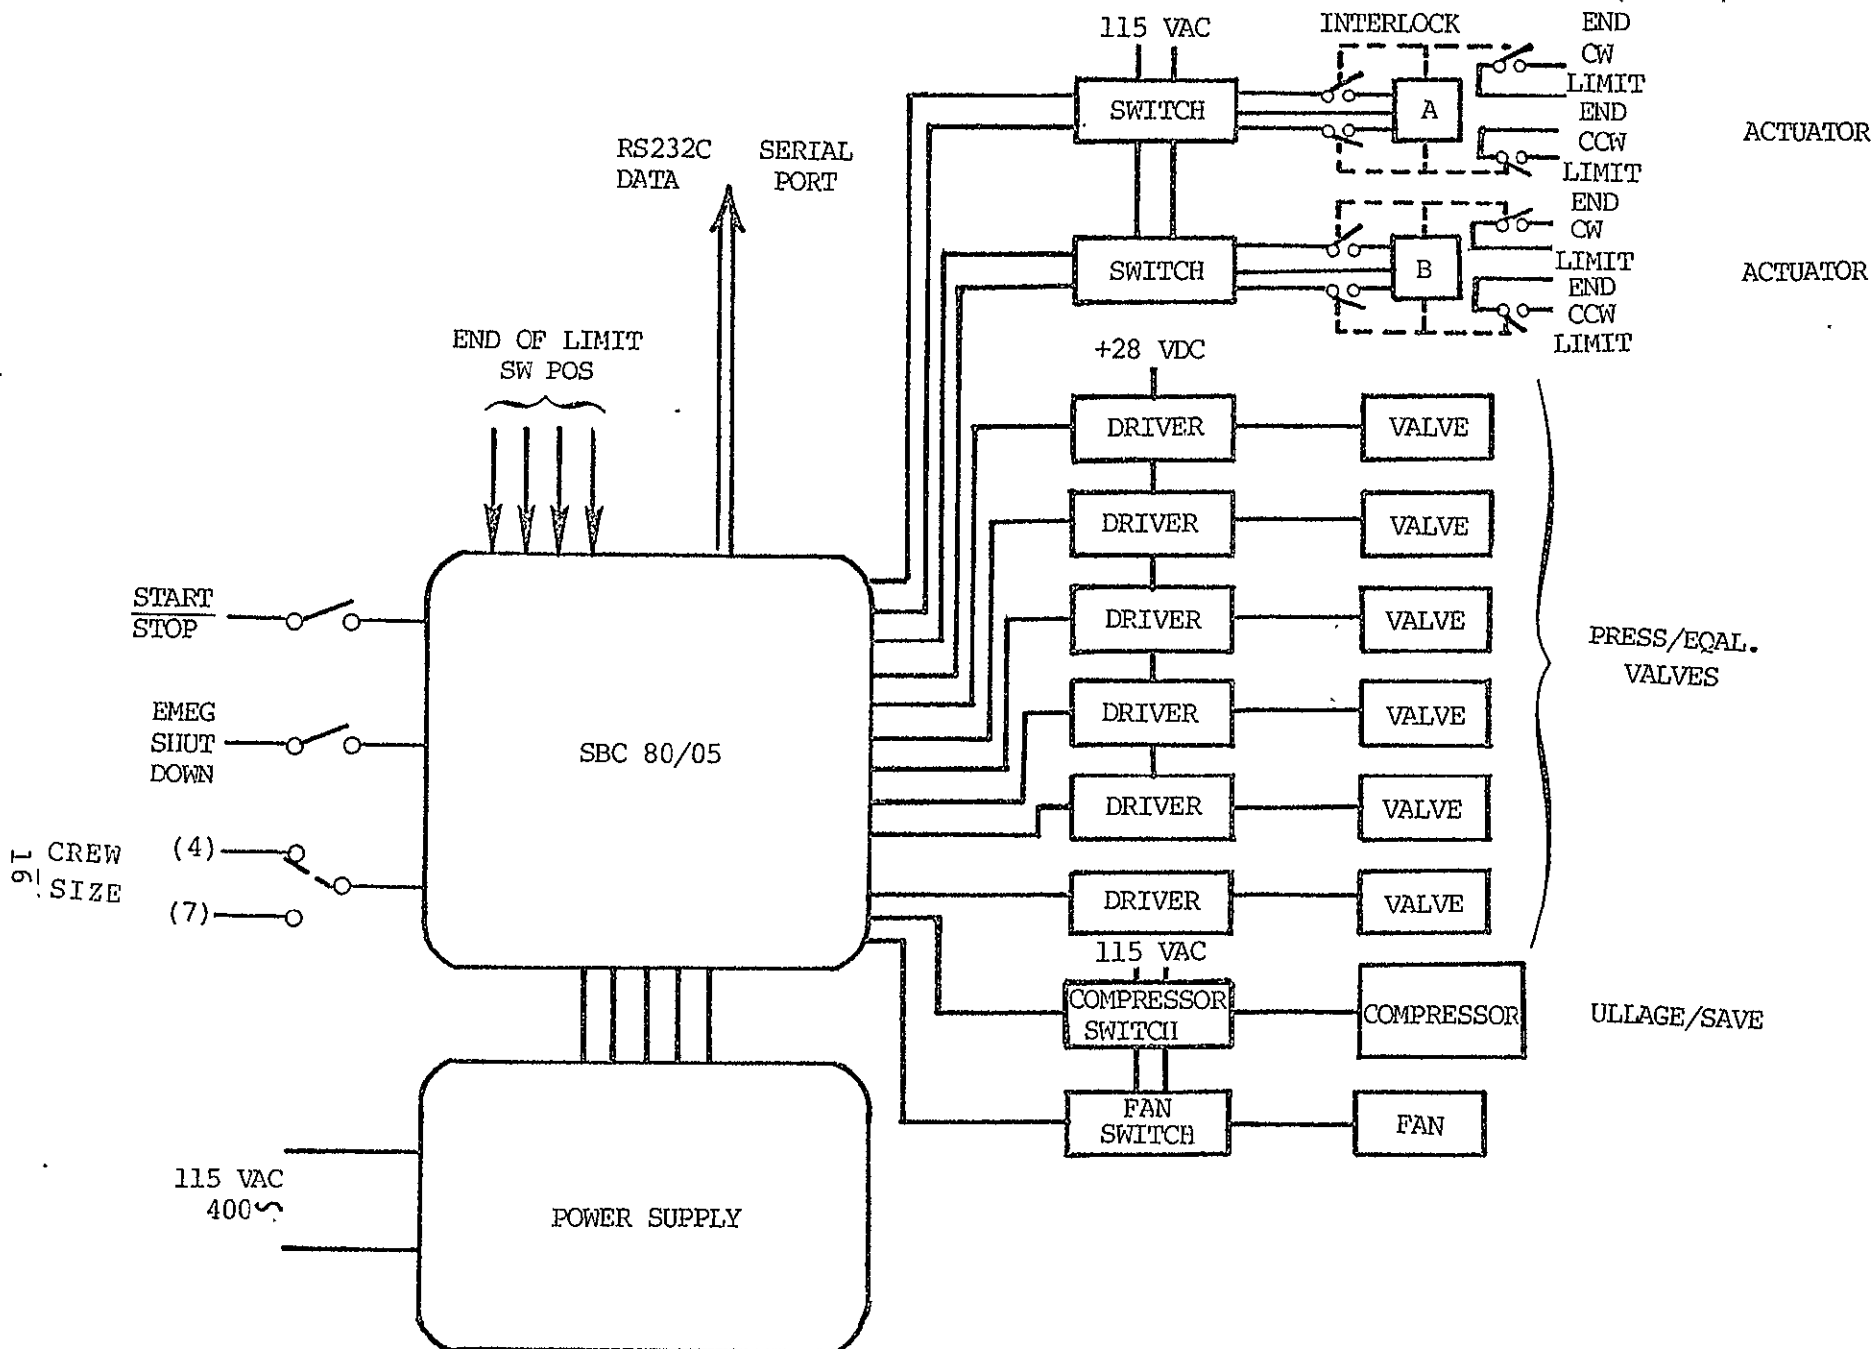 115 VAC
INTERLOCK
END
CW
LIMIT
SWITCH
A
END
CCW
LIMIT
ACTUATOR
RS232C SERIAL
DATA PORT
END
CW
LIMIT
SWITCH
B
END
CCW
LIMIT
ACTUATOR
END OF LIMIT
SW POS
+28 VDC
DRIVER
VALVE
DRIVER
VALVE
DRIVER
VALVE
DRIVER
VALVE
DRIVER
VALVE
DRIVER
VALVE
PRESS/EQAL.
VALVES
START
STOP
EMEG
SHUT
DOWN
SBC 80/05
CREW
SIZE
(4)
(7)
16
115 VAC
COMPRESSOR
SWITCH
COMPRESSOR
ULLAGE/SAVE
FAN
SWITCH
FAN
115 VAC
400~
POWER SUPPLY